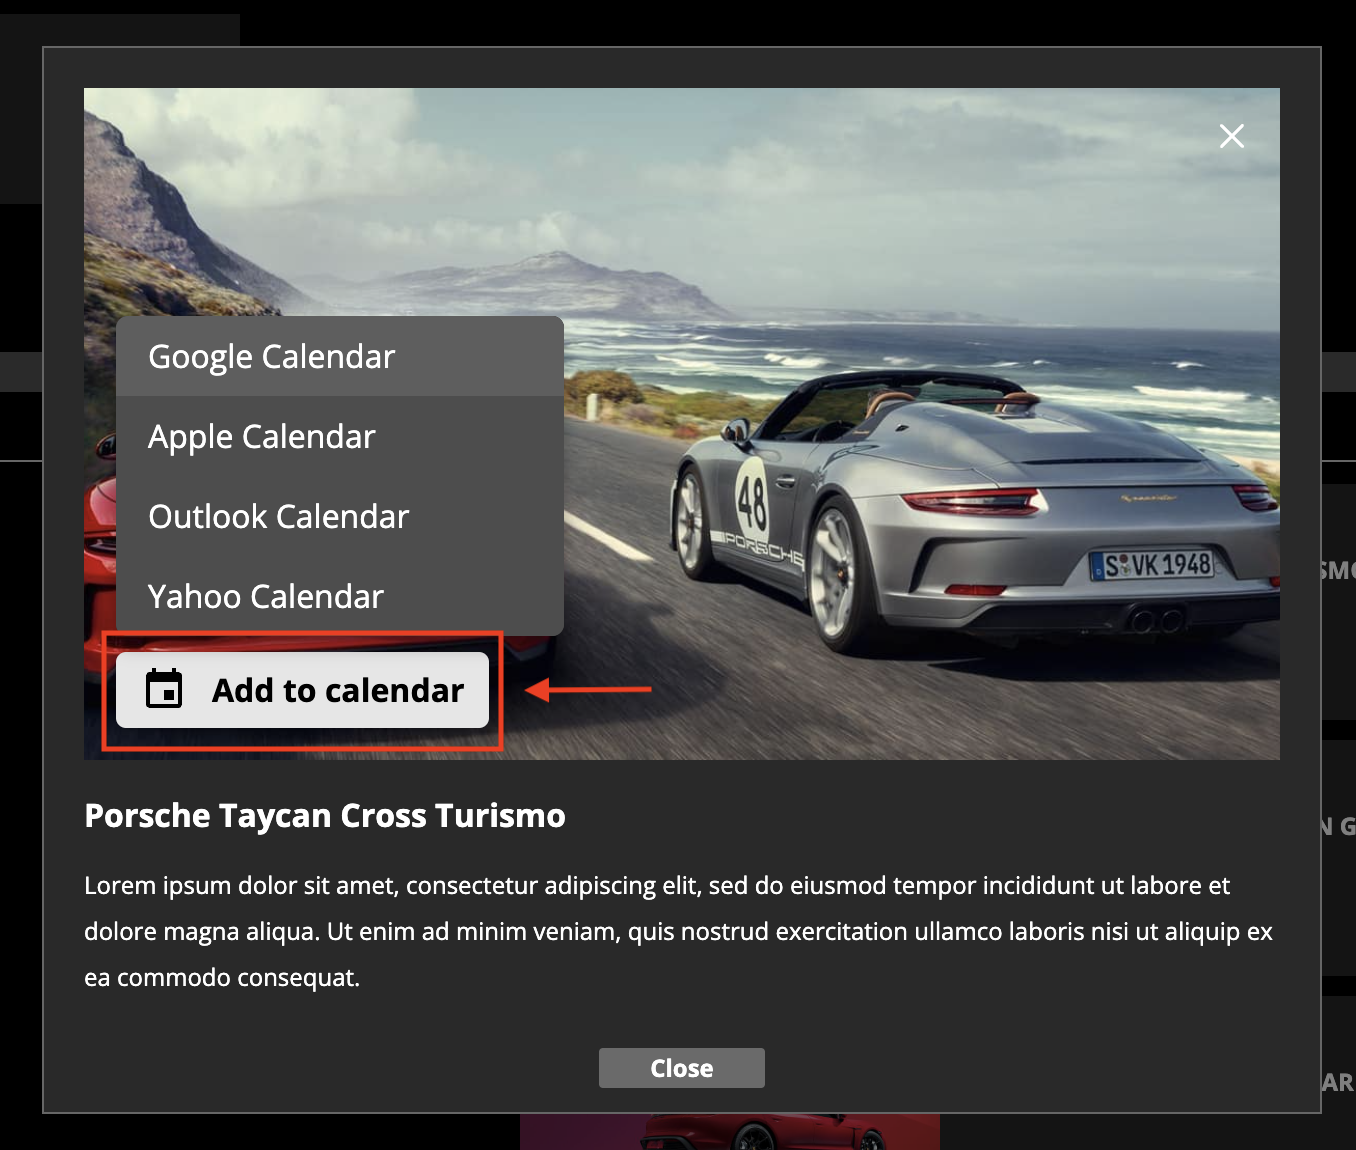 Google Calendar
Apple Calendar
Outlook Calendar
Yahoo Calendar
48
PORSCHE
S VK 1948
Add to calendar
Porsche Taycan Cross Turismo
Lorem ipsum dolor sit amet, consectetur adipiscing elit, sed do eiusmod tempor incididunt ut labore et
dolore magna aliqua. Ut enim ad minim veniam, quis nostrud exercitation ullamco laboris nisi ut aliquip ex
ea commodo consequat.
Close